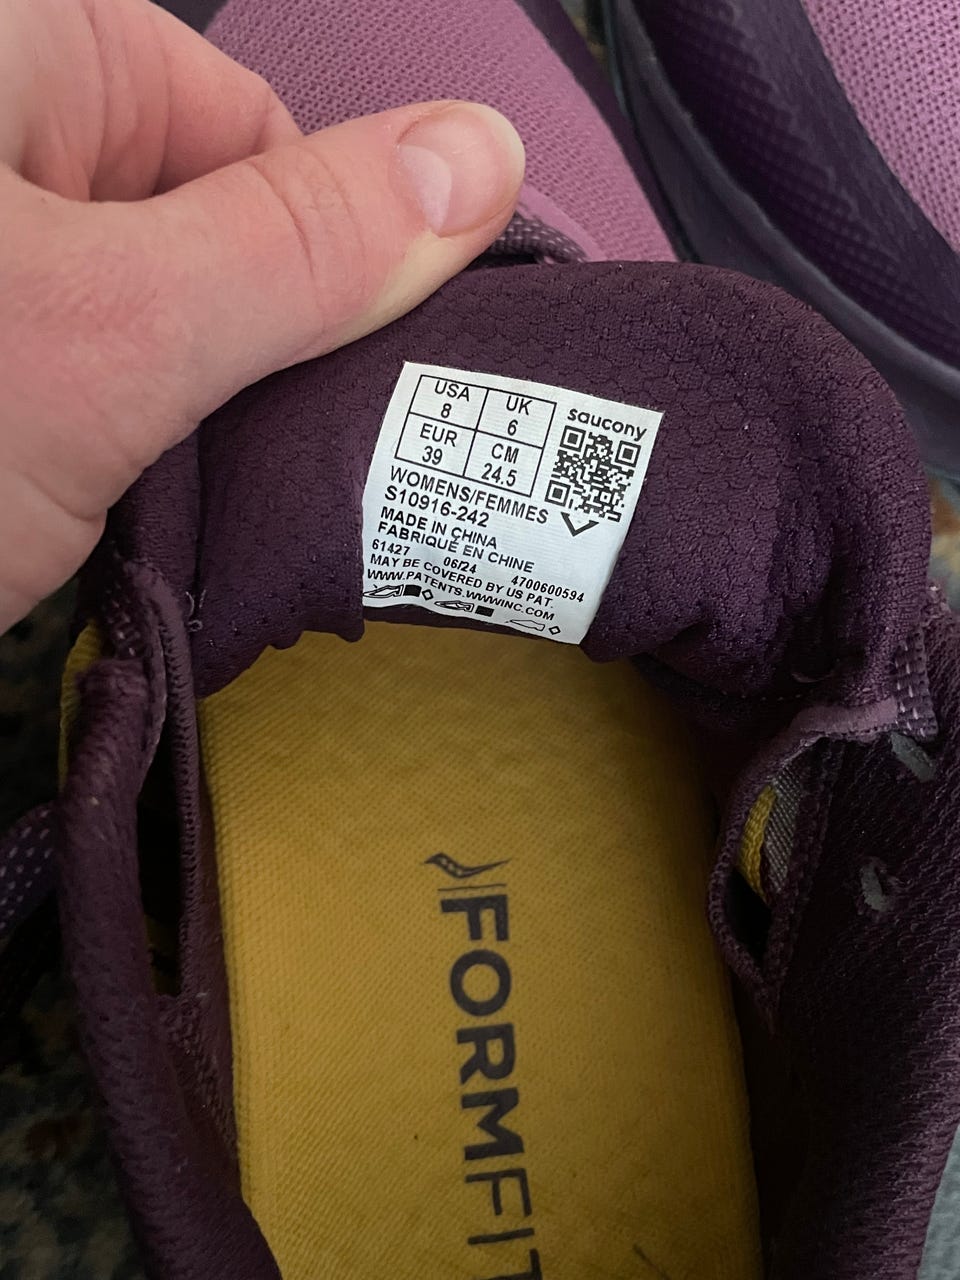 USA
8
UK
6
EUR
39
CM
24.5
saucony
WOMENS/FEMMES
S10916-242
MADE IN CHINA
FABRIQUÉ EN CHINE
61427 06/24 4700600594
MAY BE COVERED BY US PAT.
WWW.PATENTS.WWWINC.COM
FORMFIT